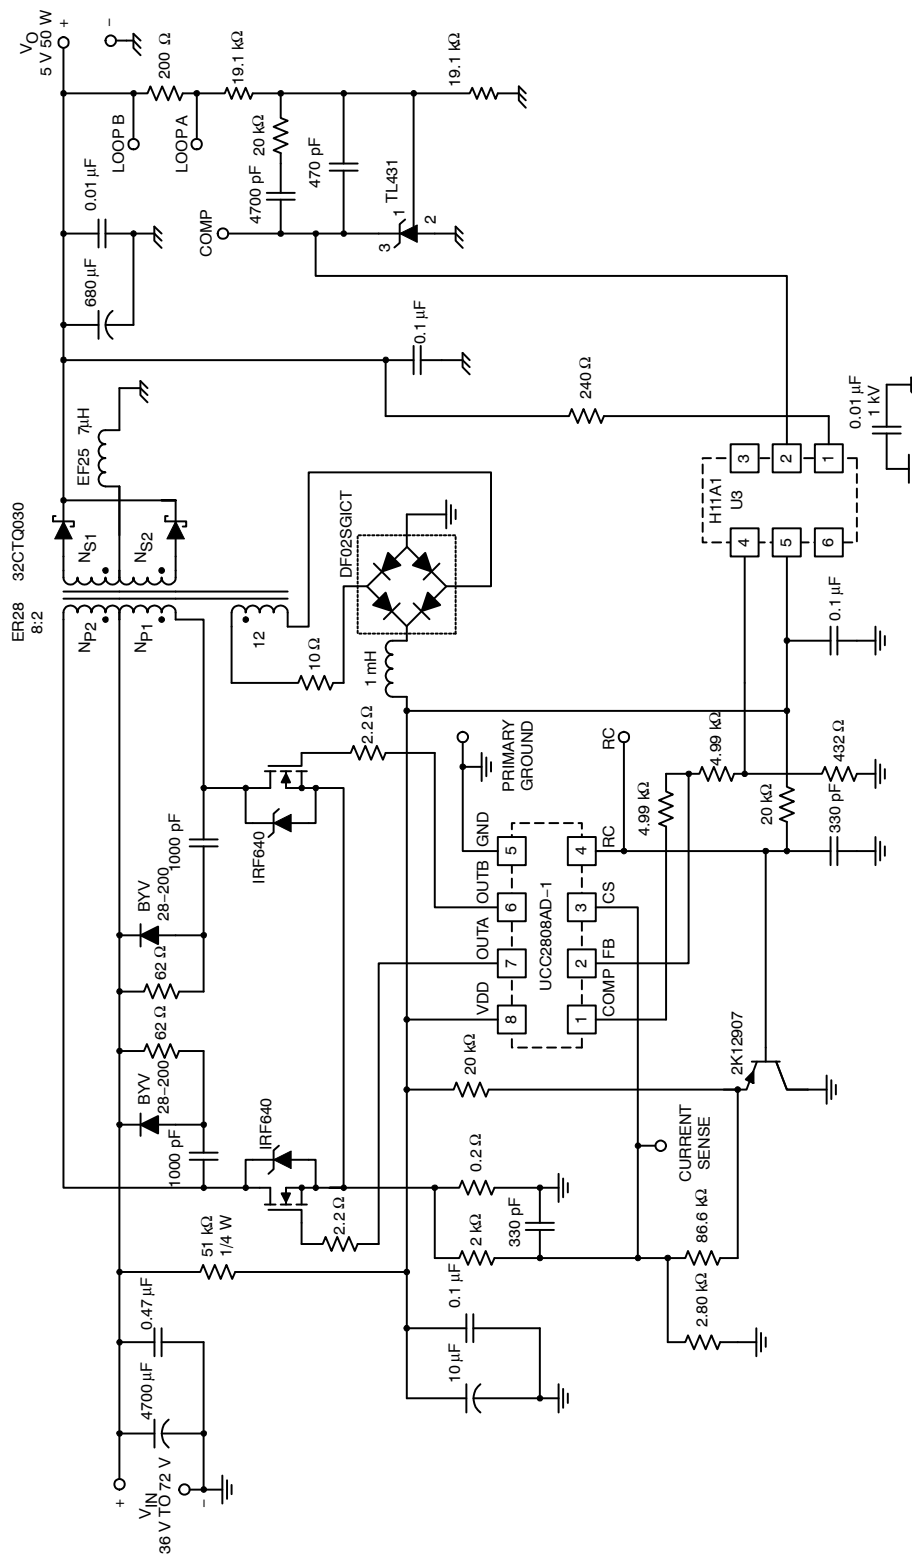 V_IN
36 V TO 72 V
+
−
4700 µF
0.47 µF
51 kΩ
1/4 W
10 µF
0.1 µF
1000 pF
BYV
28−200
62 Ω
62 Ω
BYV
28−200
1000 pF
IRF640
2.2 Ω
IRF640
2.2 Ω
2 kΩ
0.2 Ω
330 pF
2.80 kΩ
86.6 kΩ
CURRENT
SENSE
20 kΩ
2K12907
VDD
OUTA
OUTB
GND
8
7
6
5
UCC2808AD−1
1
2
3
4
COMP
FB
CS
RC
PRIMARY
GROUND
RC
4.99 kΩ
4.99 kΩ
20 kΩ
330 pF
432 Ω
0.1 µF
ER28
8:2
32CTQ030
NP2
NP1
NS1
NS2
12
10 Ω
1 mH
DF02SGICT
EF25 7µH
680 µF
0.01 µF
0.1 µF
240 Ω
H11A1
U3
4
5
6
3
2
1
0.01 µF
1 kV
VO
5 V 50 W
+
−
LOOP B
200 Ω
LOOP A
19.1 kΩ
COMP
4700 pF
20 kΩ
470 pF
TL431
3
1
2
19.1 kΩ